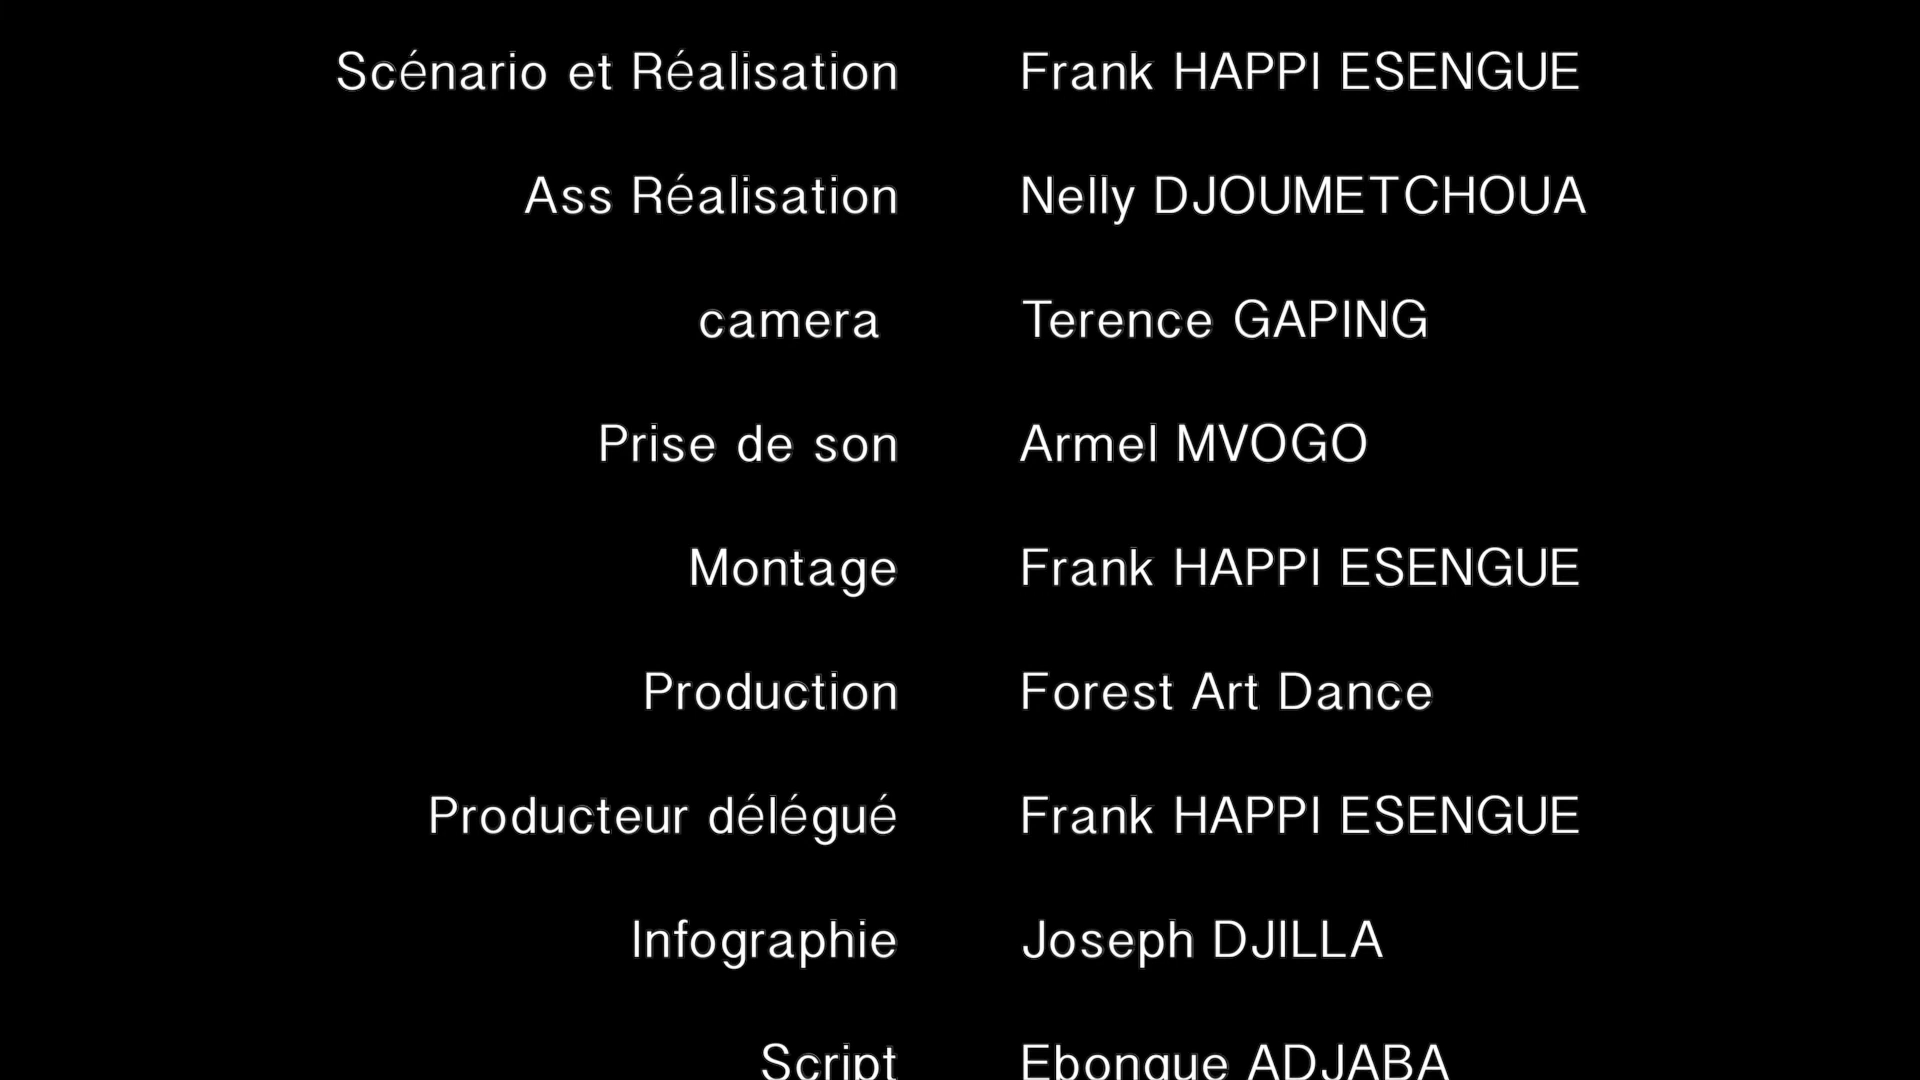 Scénario et Réalisation Frank HAPPI ESENGUE
Ass Réalisation Nelly DJOUMETCHOUA
camera Terence GAPING
Prise de son Armel MVOGO
Montage Frank HAPPI ESENGUE
Production Forest Art Dance
Producteur délégué Frank HAPPI ESENGUE
Infographie Joseph DJILLA
Script Ebongue ADJABA